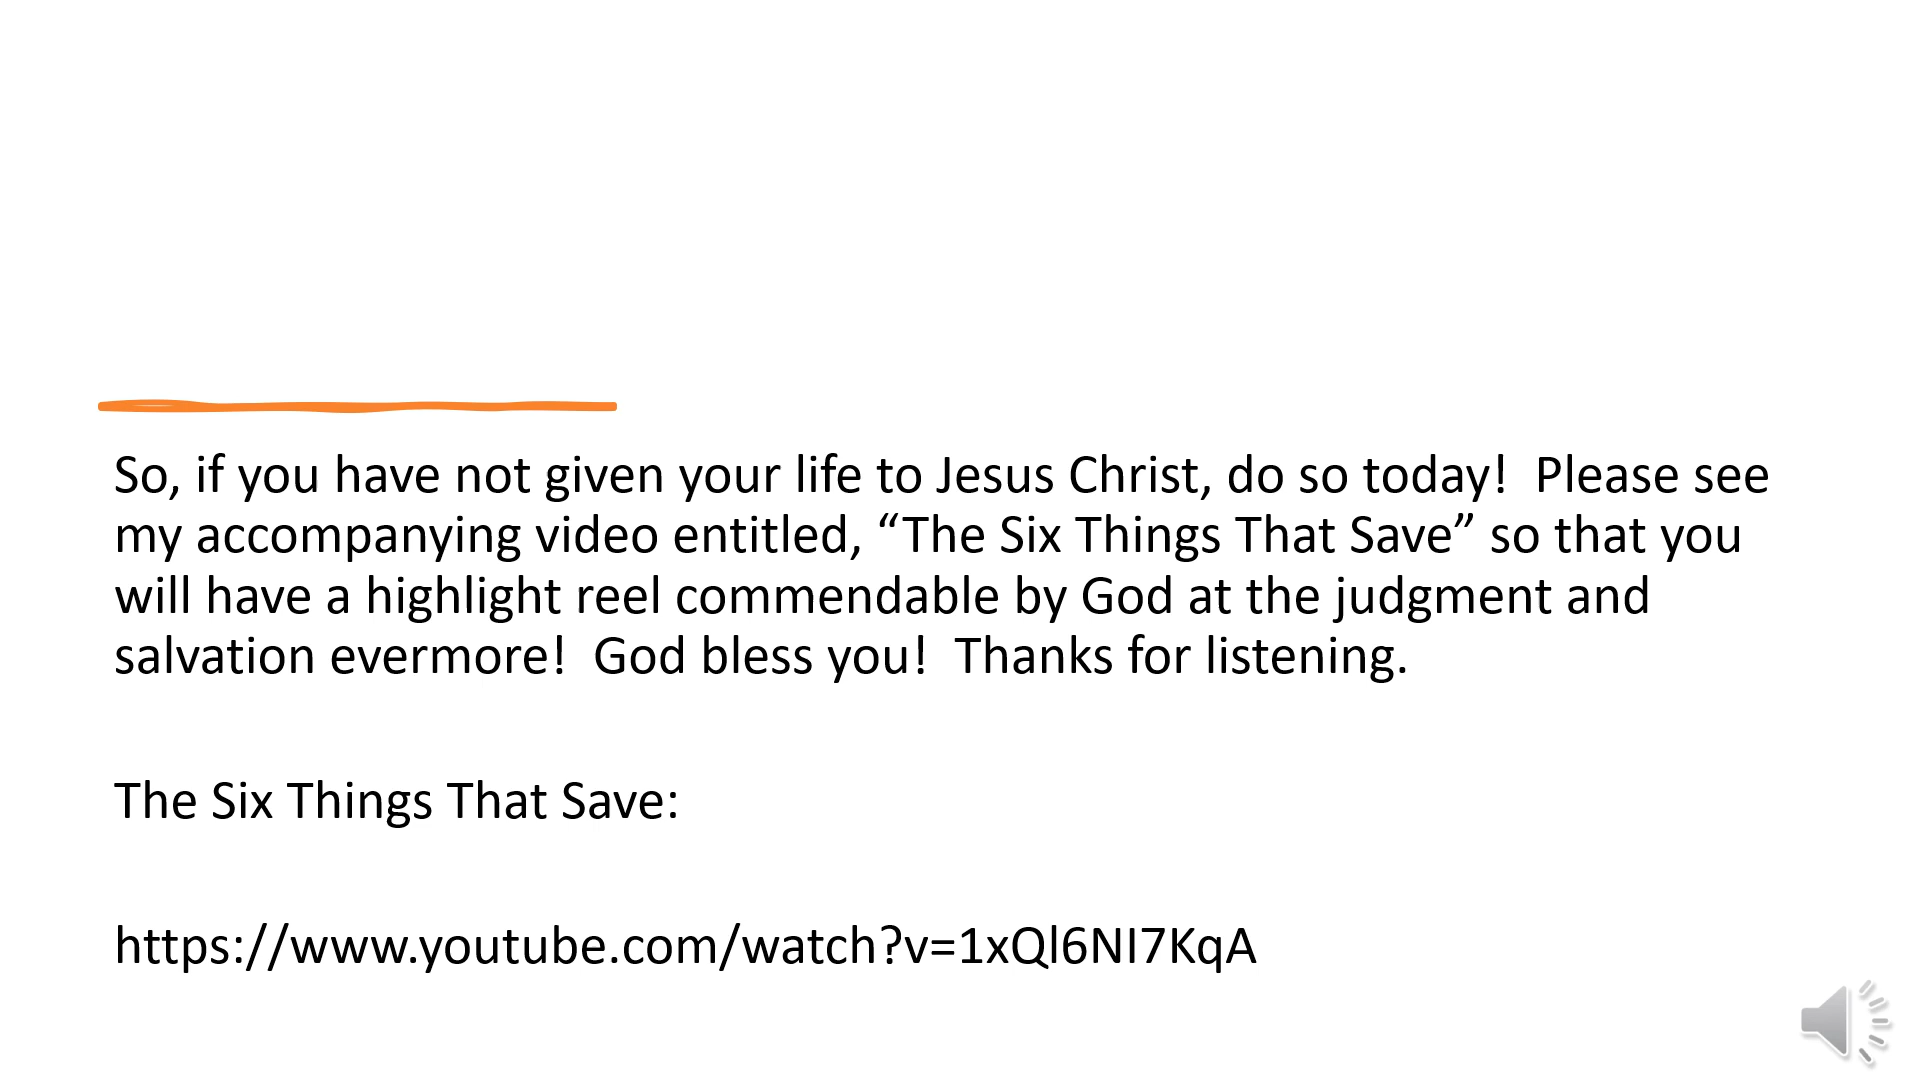 So, if you have not given your life to Jesus Christ, do so today!  Please see
my accompanying video entitled, “The Six Things That Save” so that you
will have a highlight reel commendable by God at the judgment and
salvation evermore!  God bless you!  Thanks for listening.
The Six Things That Save:
https://www.youtube.com/watch?v=1xQl6NI7KqA